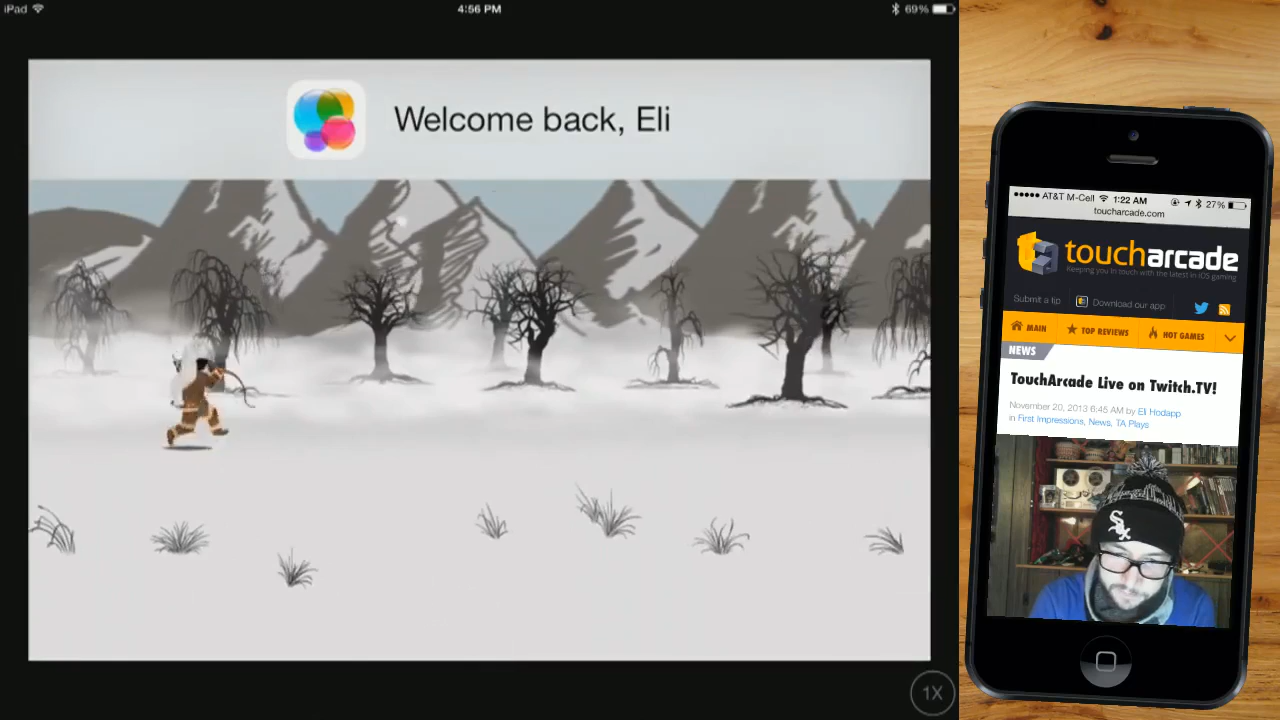 iPad
4:56 PM
69%
Welcome back, Eli
1X
AT&T M-Cell 1:22 AM 27%
toucharcade.com
toucharcade
Keeping you in touch with the latest in iOS gaming
Submit a tip
Download our app
MAIN
TOP REVIEWS
HOT GAMES
NEWS
TouchArcade Live on Twitch.TV!
November 20, 2013 6:45 AM by Eli Hodapp
in First Impressions, News, TA Plays
Sox